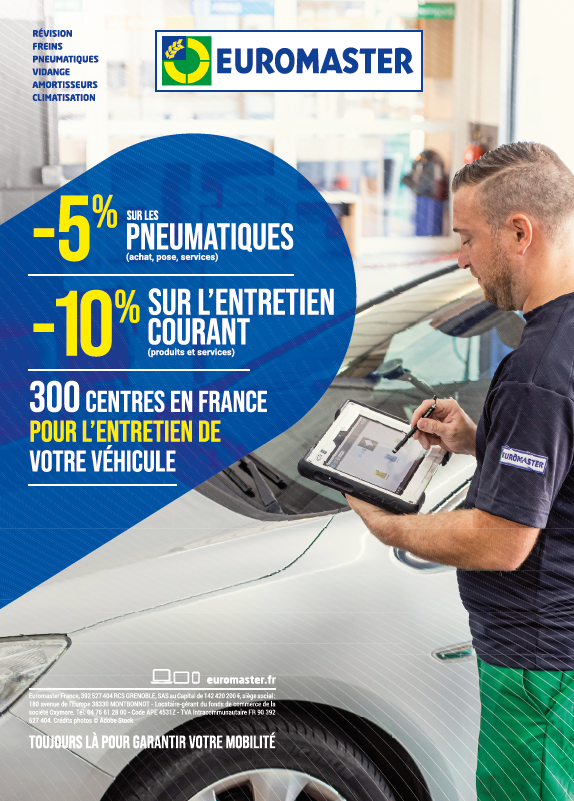 RÉVISION
FREINS
PNEUMATIQUES
VIDANGE
AMORTISSEURS
CLIMATISATION
EUROMASTER
-5% SUR LES
PNEUMATIQUES
(achat, pose, services)
-10% SUR L'ENTRETIEN
COURANT
(produits et services)
300 CENTRES EN FRANCE
POUR L'ENTRETIEN DE
VOTRE VÉHICULE
EUROMASTER
euromaster.fr
Euromaster France, 392 527 404 RCS GRENOBLE, SAS au Capital de 142 420 200 €, siège social :
180 avenue de l'Europe 38330 MONTBONNOT - Locataire-gérant du fonds de commerce de la
société Daymore. Tél. 04 76 61 28 00 - Code APE 4531Z - TVA Intracommunautaire FR 90 392
527 404. Crédits photos © Adobe Stock
TOUJOURS LÀ POUR GARANTIR VOTRE MOBILITÉ